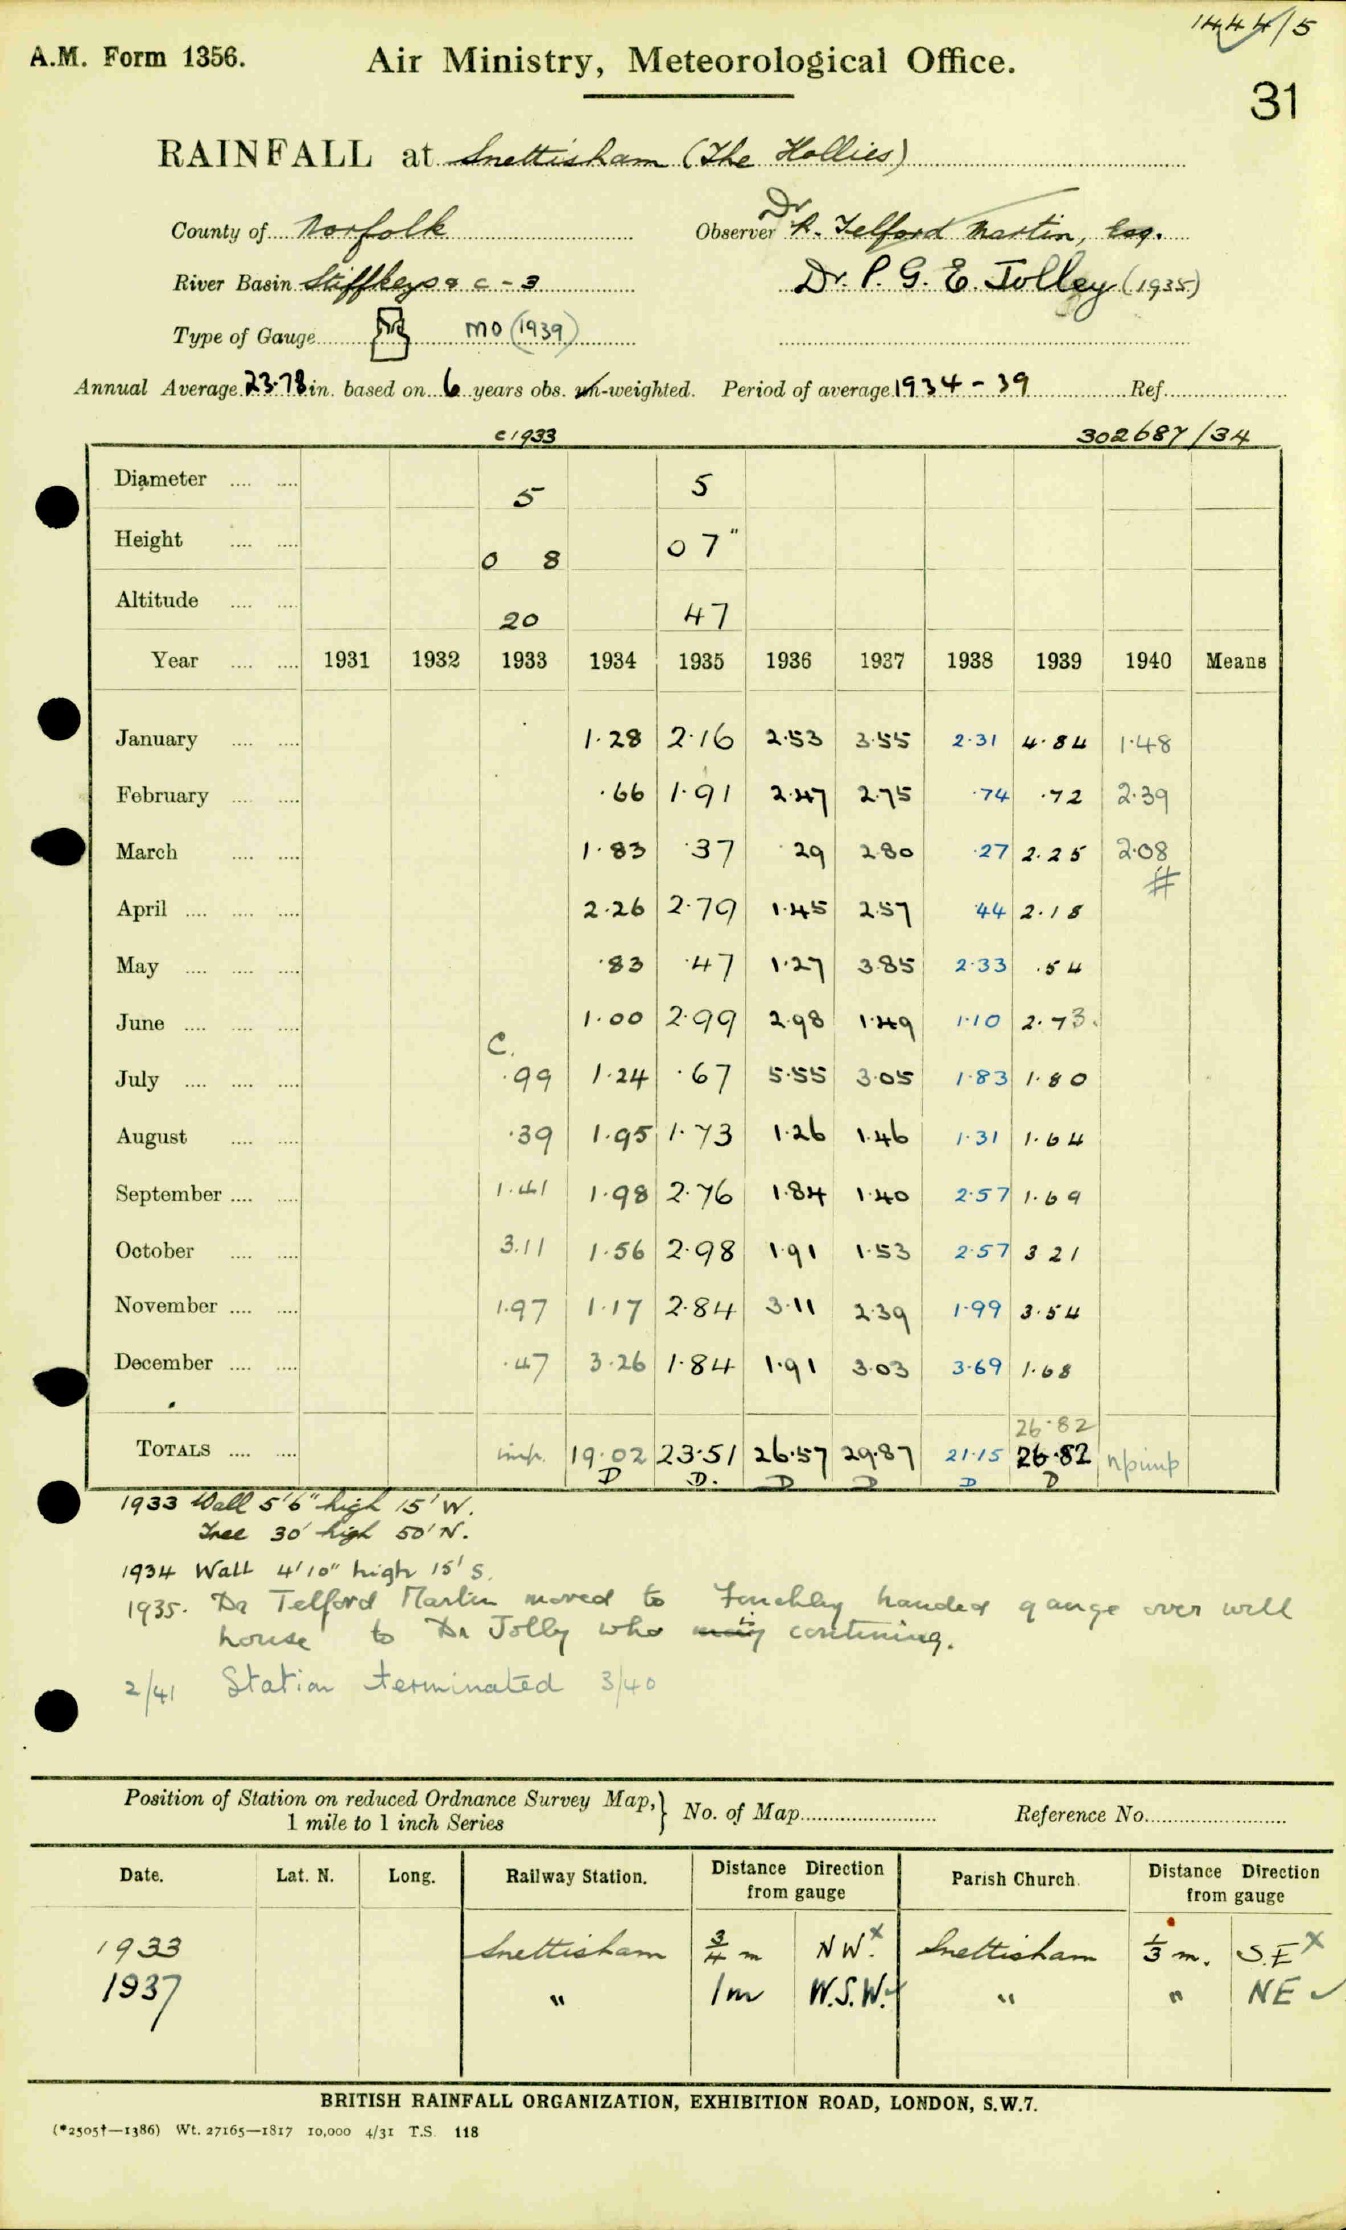 1444/5
A.M. Form 1356. Air Ministry, Meteorological Office.
31
RAINFALL at Snettisham (The Hollies)
County of Norfolk Observer Dr R. Telford Martin, Esq.
River Basin Stiffkey &c - 3 Dr. P. G. E. Jolley (1935)
Type of Gauge MO (1939)
Annual Average 23.78 in. based on 6 years obs. un-weighted. Period of average 1934 - 39 Ref.
c 1933 302687/34
Diameter 5 5
Height 0 8 0 7"
Altitude 20 47
Year 1931 1932 1933 1934 1935 1936 1937 1938 1939 1940 Means
January 1.28 2.16 2.53 3.55 2.31 4.84 1.48
February .66 1.91 2.47 2.75 .74 .72 2.39
March 1.83 .37 .29 2.80 .27 2.25 2.08
#
April 2.26 2.79 1.45 2.57 .44 2.18
May .83 .47 1.27 3.85 2.33 .54
June 1.00 2.99 2.98 1.49 1.10 2.73.
C.
July .99 1.24 .67 5.55 3.05 1.83 1.80
August .39 1.95 1.73 1.26 1.46 1.31 1.64
September 1.41 1.98 2.76 1.84 1.40 2.57 1.69
October 3.11 1.56 2.98 1.91 1.53 2.57 3 21
November 1.97 1.17 2.84 3.11 2.39 1.99 3.54
December .47 3.26 1.84 1.91 3.03 3.69 1.68
26.82
TOTALS imp. 19.02 23.51 26.57 29.87 21.15 26.82 npimp
D D. D D D D
1933 Wall 5'6" high 15' W.
Tree 30' high 50' N.
1934 Wall 4'10" high 15' S.
1935. Dr Telford Martin moved to Finchley handed gauge over with
house to Dr Jolly who is continuing.
2/41 Station terminated 3/40
Position of Station on reduced Ordnance Survey Map, 1 mile to 1 inch Series } No. of Map Reference No.
Date. Lat. N. Long. Railway Station. Distance Direction from gauge Parish Church. Distance Direction from gauge
1933 Snettisham 3/4 m NW. x Snettisham 1/3 m. S.E x
1937 " 1m W.S.W. ✓ " " NE ✓
BRITISH RAINFALL ORGANIZATION, EXHIBITION ROAD, LONDON, S.W.7.
(*2505†—1386) Wt. 27165—1817 10,000 4/31 T.S. 118